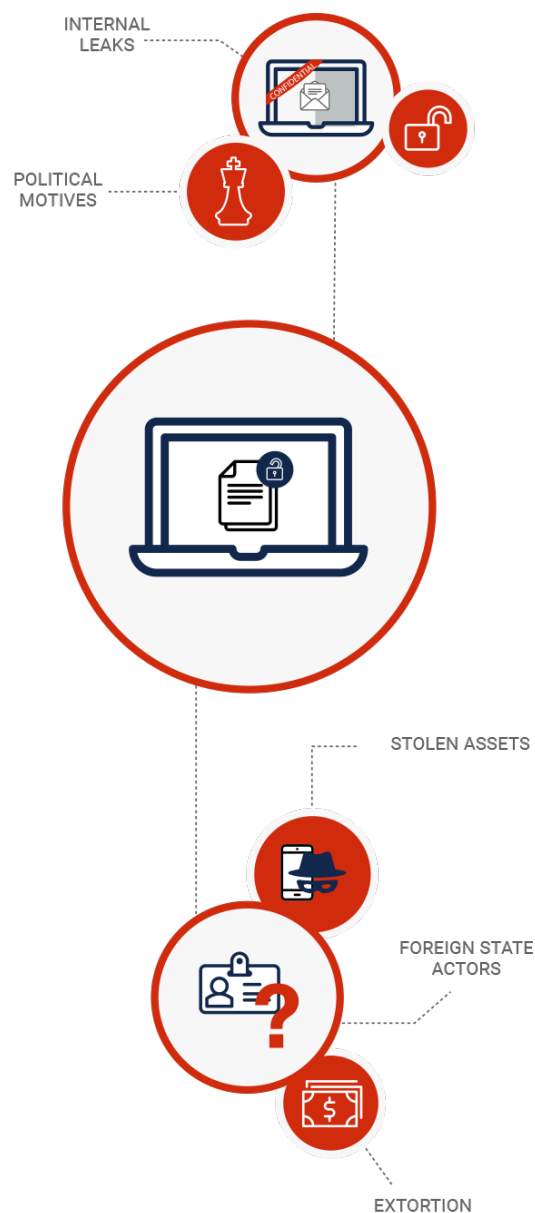 INTERNAL
LEAKS
CONFIDENTIAL
POLITICAL
MOTIVES
STOLEN ASSETS
FOREIGN STATE
ACTORS
$
EXTORTION